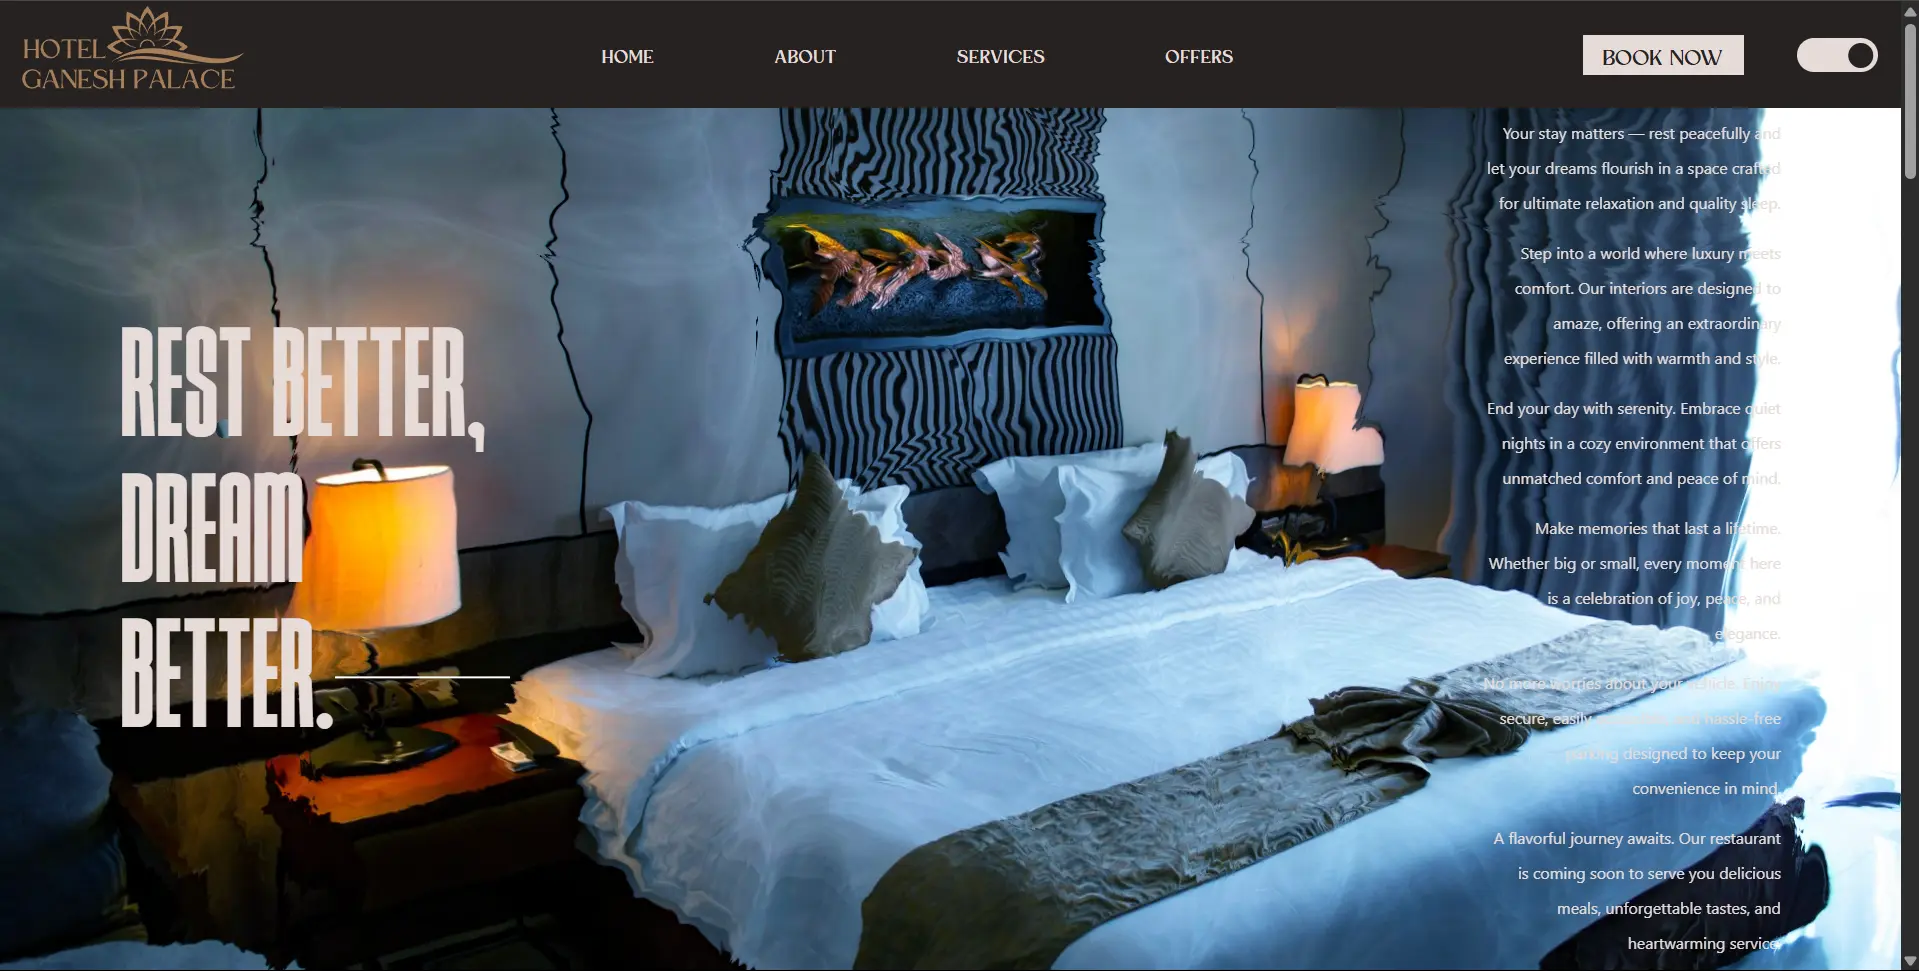 HOTEL
GANESH PALACE
HOME
ABOUT
SERVICES
OFFERS
BOOK NOW
REST BETTER,
DREAM
BETTER.
Your stay matters — rest peacefully and
let your dreams flourish in a space crafted
for ultimate relaxation and quality sleep.
Step into a world where luxury meets
comfort. Our interiors are designed to
amaze, offering an extraordinary
experience filled with warmth and style.
End your day with serenity. Embrace quiet
nights in a cozy environment that offers
unmatched comfort and peace of mind.
Make memories that last a lifetime.
Whether big or small, every moment here
is a celebration of joy, peace, and
elegance.
No more worries about your vehicle. Enjoy
secure, easily and hassle-free
parking designed to keep your
convenience in mind.
A flavorful journey awaits. Our restaurant
is coming soon to serve you delicious
meals, unforgettable tastes, and
heartwarming service.